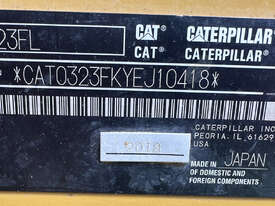 23FL
CAT® CATERPILLAR®
CAT® CATERPILLAR®
*CAT0323FKYEJ10418*
CATERPILLAR INC
PEORIA, IL 61629
USA
2018
MADE IN JAPAN
OF DOMESTIC AND
FOREIGN COMPONENTS